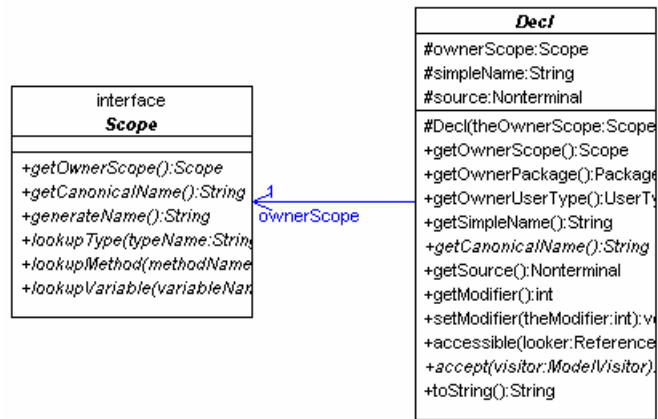 interface
Scope
+getOwnerScope():Scope
+getCanonicalName():String
+generateName():String
+lookupType(typeName:String
+lookupMethod(methodName
+lookupVariable(variableNam
1
ownerScope
Decl
#ownerScope:Scope
#simpleName:String
#source:Nonterminal
#Decl(theOwnerScope:Scope
+getOwnerScope():Scope
+getOwnerPackage():Package
+getOwnerUserType():UserTy
+getSimpleName():String
+getCanonicalName():String
+getSource():Nonterminal
+getModifier():int
+setModifier(theModifier:int):vo
+accessible(looker:Reference
+accept(visitor:ModelVisitor):
+toString():String